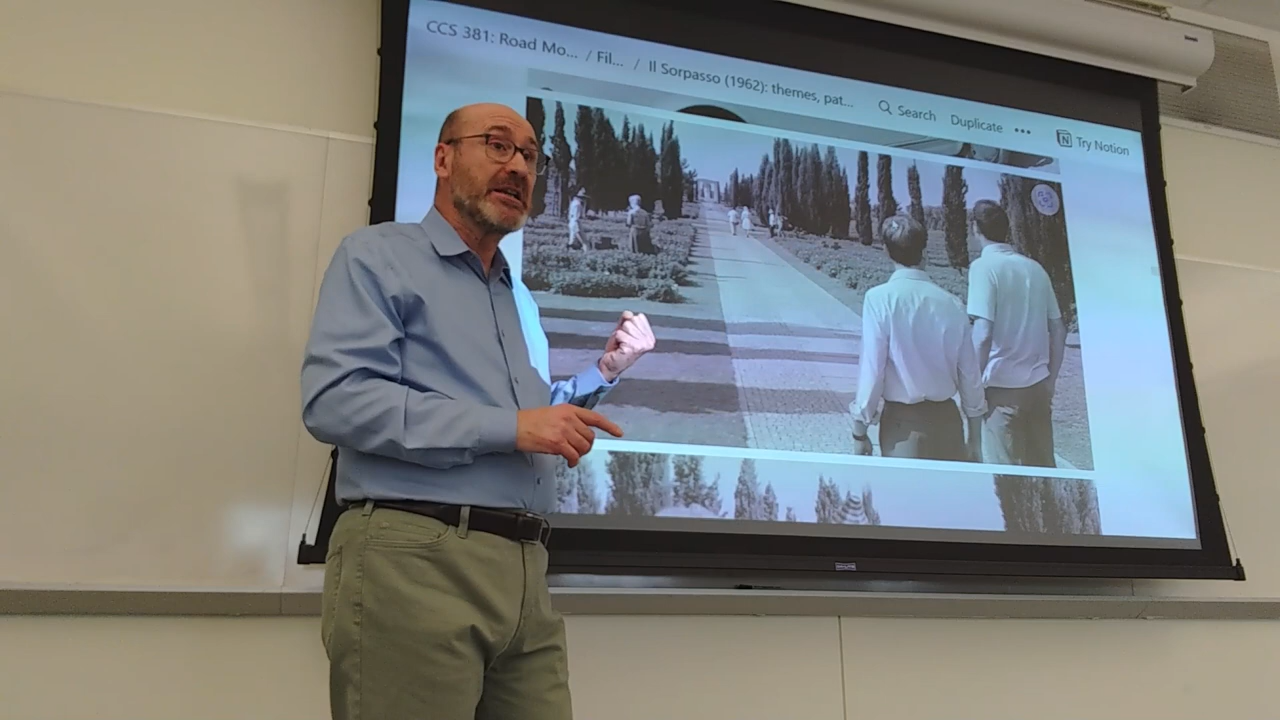 CCS 381: Road Mo... / Fil... / Il Sorpasso (1962): themes, pat...
Search
Duplicate
Try Notion